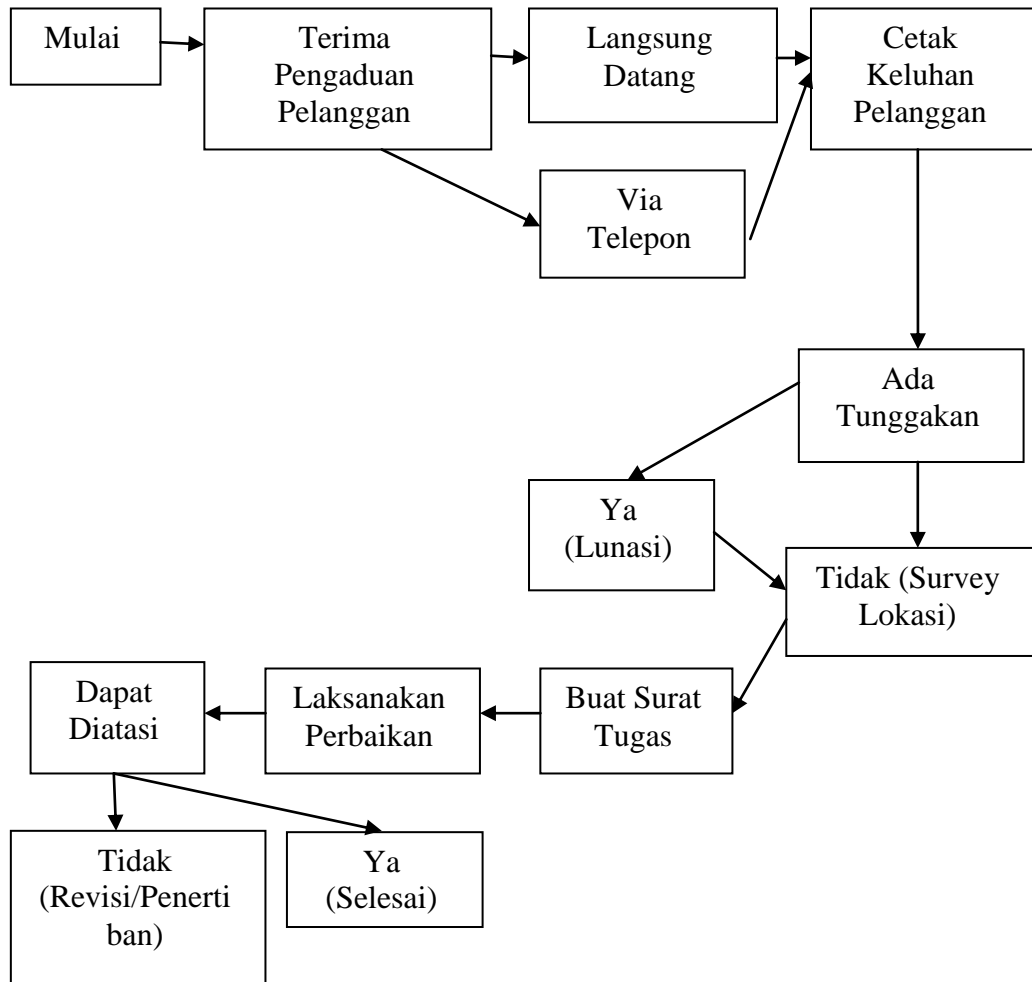 Mulai
Terima
Pengaduan
Pelanggan
Langsung
Datang
Cetak
Keluhan
Pelanggan
Via
Telepon
Ada
Tunggakan
Ya
(Lunasi)
Tidak (Survey
Lokasi)
Buat Surat
Tugas
Laksanakan
Perbaikan
Dapat
Diatasi
Tidak
(Revisi/Penerti
ban)
Ya
(Selesai)